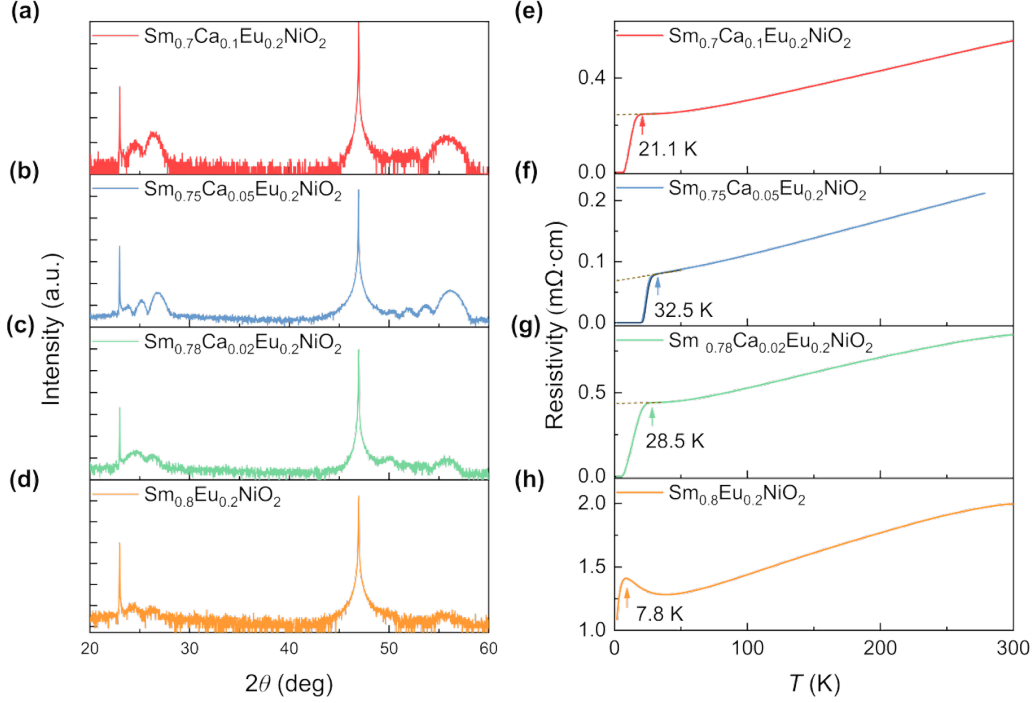 (a)
Sm0.7Ca0.1Eu0.2NiO2
(b)
Sm0.75Ca0.05Eu0.2NiO2
(c)
Sm0.78Ca0.02Eu0.2NiO2
(d)
Sm0.8Eu0.2NiO2
Intensity (a.u.)
20 30 40 50 60
2θ (deg)
(e)
Sm0.7Ca0.1Eu0.2NiO2
0.4
21.1 K
0.0
(f)
Sm0.75Ca0.05Eu0.2NiO2
0.2
0.1
32.5 K
0.0
(g)
Sm 0.78Ca0.02Eu0.2NiO2
0.5
28.5 K
0.0
(h)
Sm0.8Eu0.2NiO2
2.0
1.5
7.8 K
1.0
Resistivity (mΩ·cm)
0 100 200 300
T (K)